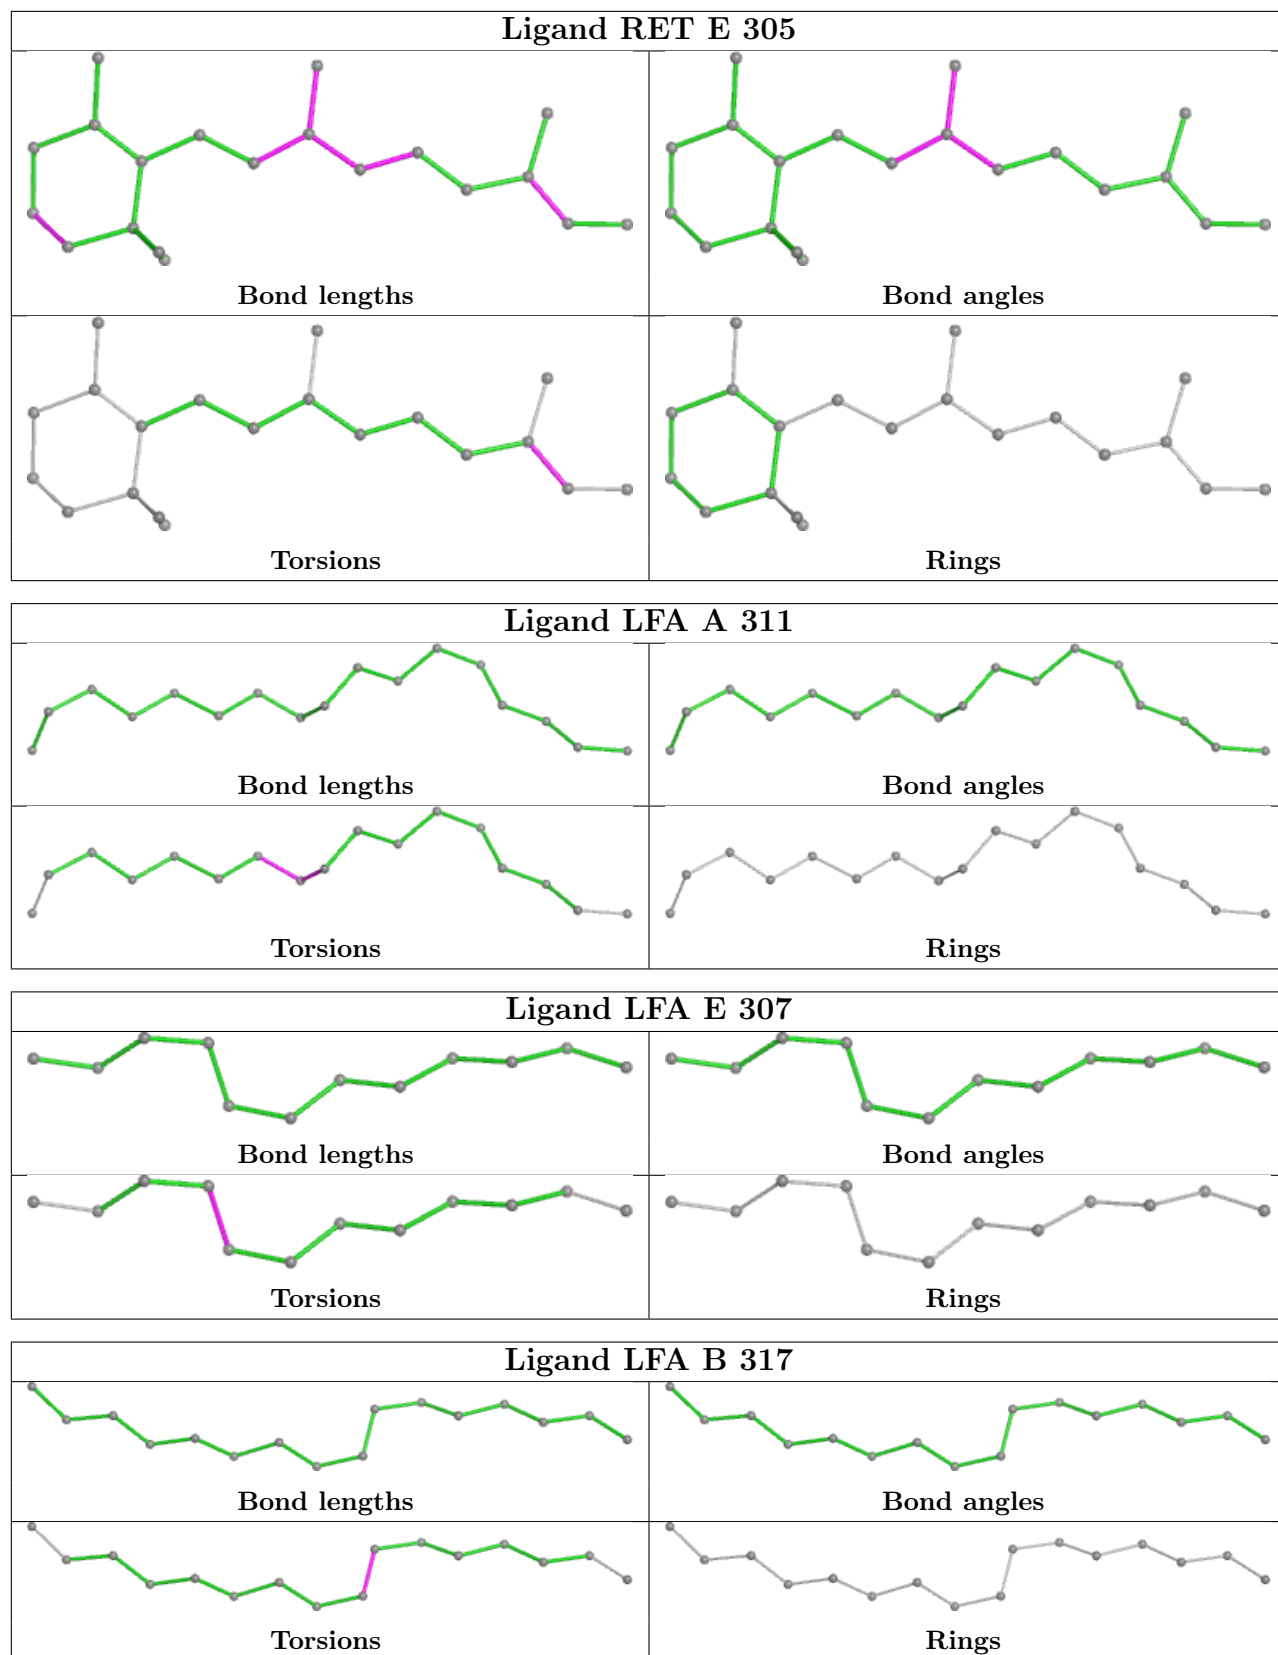 Ligand RET E 305
Bond lengths
Bond angles
Torsions
Rings
Ligand LFA A 311
Bond lengths
Bond angles
Torsions
Rings
Ligand LFA E 307
Bond lengths
Bond angles
Torsions
Rings
Ligand LFA B 317
Bond lengths
Bond angles
Torsions
Rings